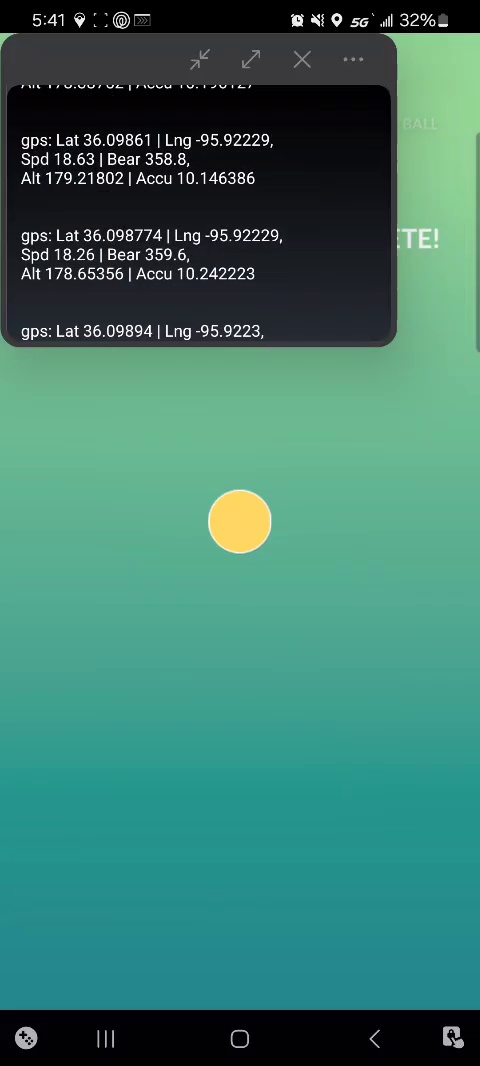 5:41
5G
32%
Alt 178.58752 | Accu 10.190127
BALL
gps: Lat 36.09861 | Lng -95.92229,
Spd 18.63 | Bear 358.8,
Alt 179.21802 | Accu 10.146386
ETE!
gps: Lat 36.098774 | Lng -95.92229,
Spd 18.26 | Bear 359.6,
Alt 178.65356 | Accu 10.242223
gps: Lat 36.09894 | Lng -95.9223,